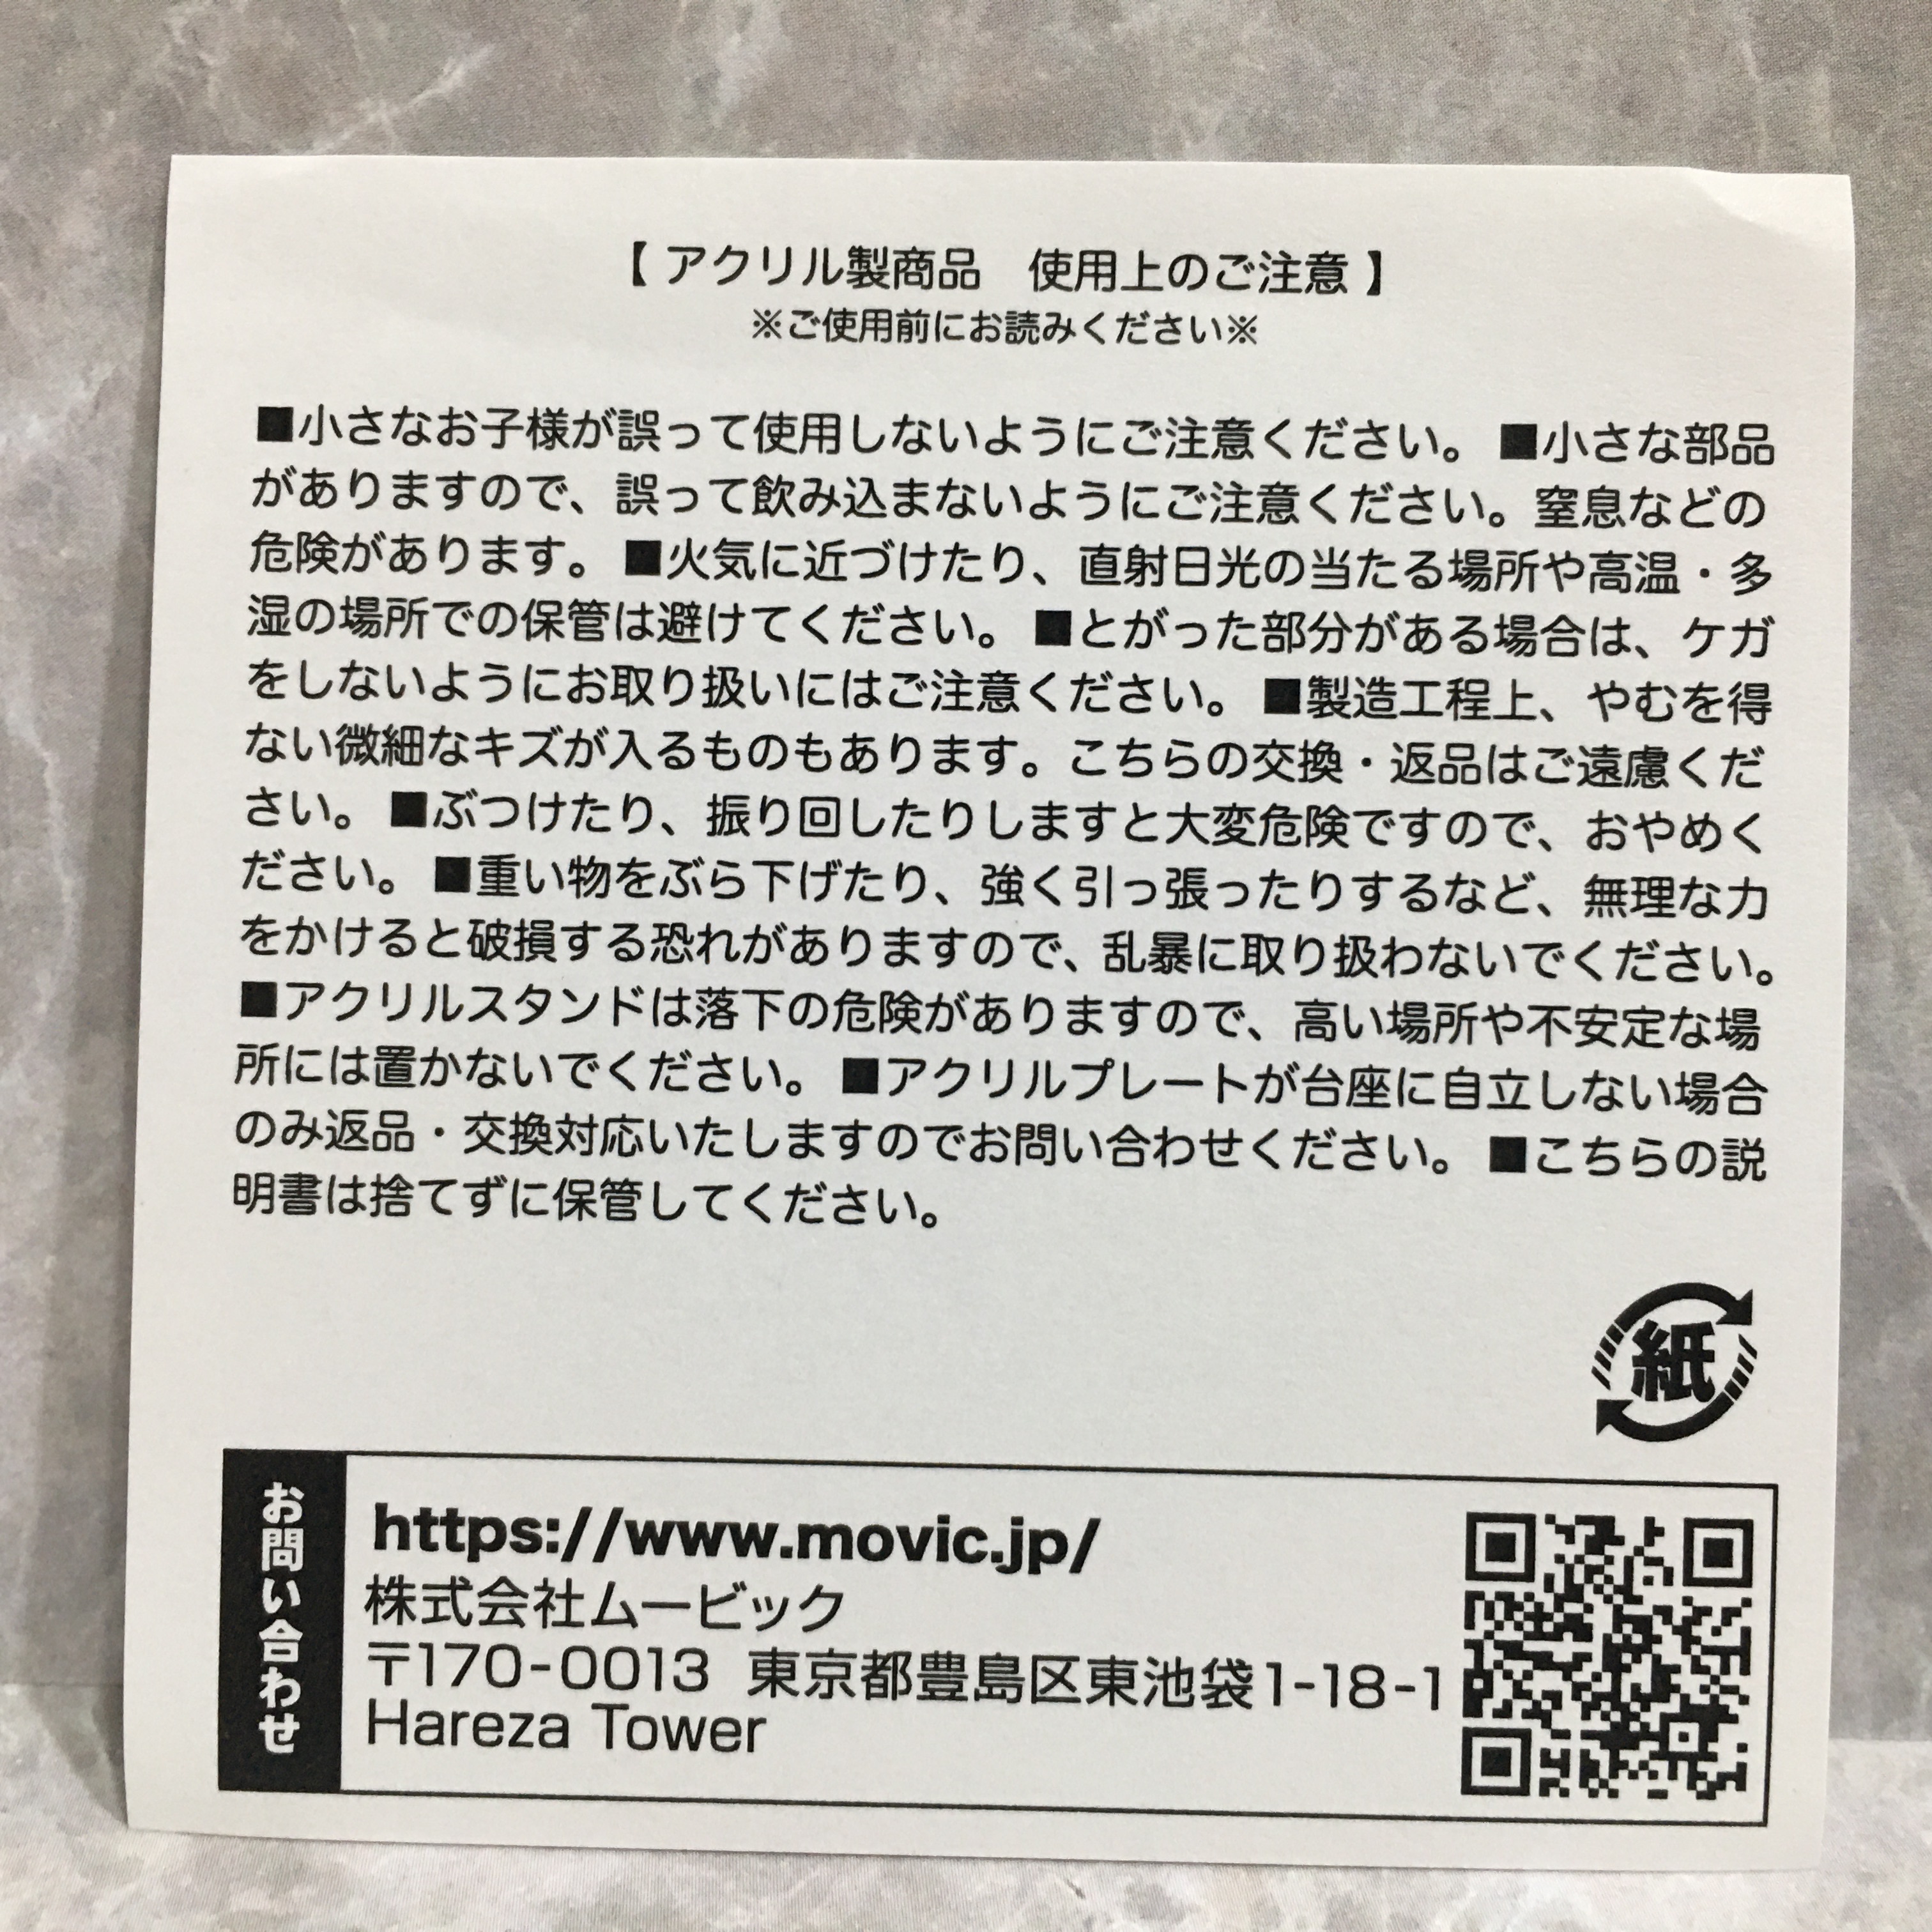 【 アクリル製商品　使用上のご注意 】
※ご使用前にお読みください※
■小さなお子様が誤って使用しないようにご注意ください。 ■小さな部品
がありますので、誤って飲み込まないようにご注意ください。窒息などの
危険があります。 ■火気に近づけたり、直射日光の当たる場所や高温・多
湿の場所での保管は避けてください。 ■とがった部分がある場合は、ケガ
をしないようにお取り扱いにはご注意ください。 ■製造工程上、やむを得
ない微細なキズが入るものもあります。こちらの交換・返品はご遠慮くだ
さい。 ■ぶつけたり、振り回したりしますと大変危険ですので、おやめく
ださい。 ■重い物をぶら下げたり、強く引っ張ったりするなど、無理な力
をかけると破損する恐れがありますので、乱暴に取り扱わないでください。
■アクリルスタンドは落下の危険がありますので、高い場所や不安定な場
所には置かないでください。 ■アクリルプレートが台座に自立しない場合
のみ返品・交換対応いたしますのでお問い合わせください。 ■こちらの説
明書は捨てずに保管してください。
紙
お問い合わせ
https://www.movic.jp/
株式会社ムービック
〒170-0013 東京都豊島区東池袋1-18-1
Hareza Tower